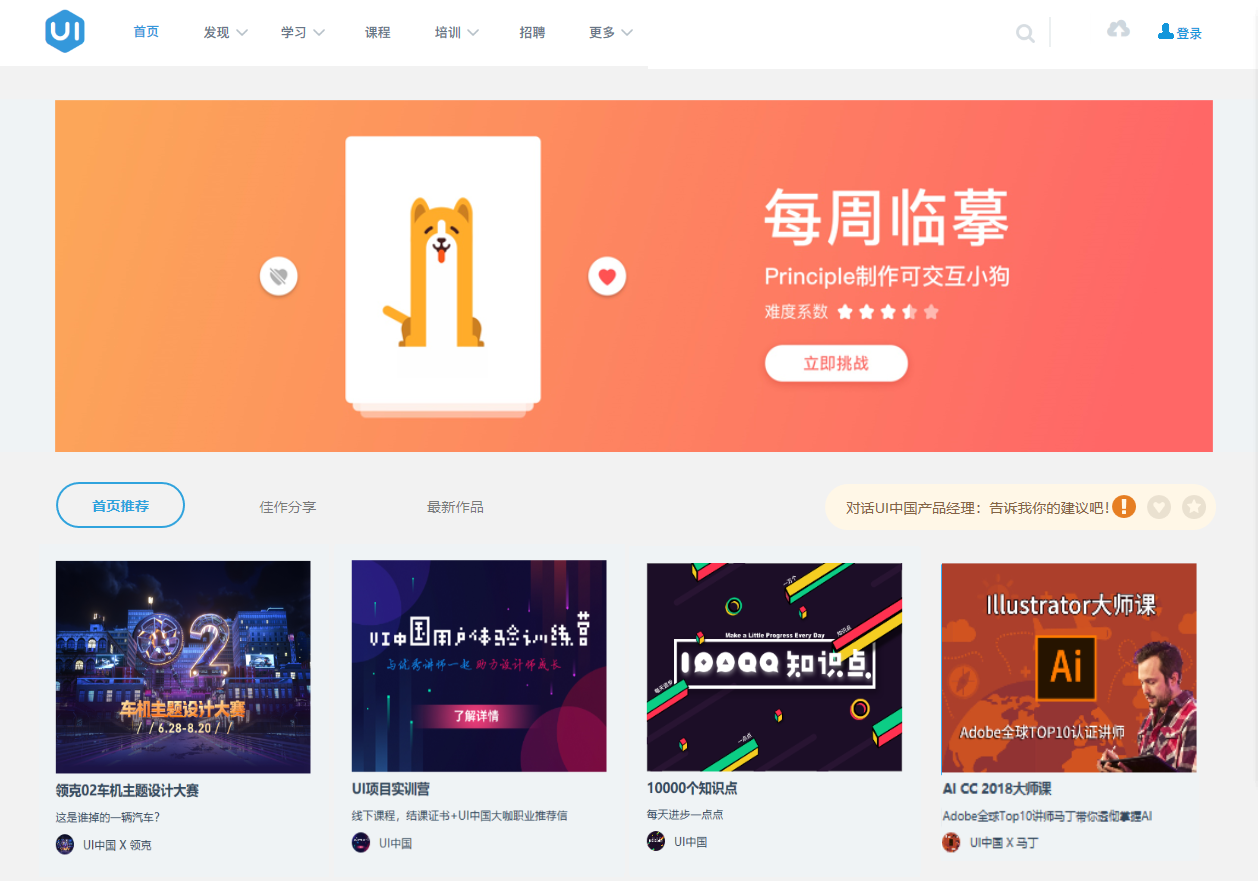 UI 首页 发现 学习 课程 培训 招聘 更多 登录
每周临摹
Principle制作可交互小狗
难度系数
立即挑战
首页推荐 佳作分享 最新作品 对话UI中国产品经理：告诉我你的建议吧!
02
车机主题设计大赛
/ / 6.28-8.20 / /
领克02车机主题设计大赛
这是谁掉的一辆汽车？
UI中国 X 领克
UI中国用户体验训练营
与优秀讲师一起 助力设计师成长
了解详情
UI项目实训营
线下课程，结课证书+UI中国大咖职业推荐信
UI中国
一万个
知识点
Make a Little Progress Every Day
10000知识点
每天进步
一点点
10000个知识点
每天进步一点点
UI中国
Illustrator大师课
Ai
Adobe全球TOP10认证讲师
AI CC 2018大师课
Adobe全球Top10讲师马丁带你透彻掌握AI
UI中国 X 马丁